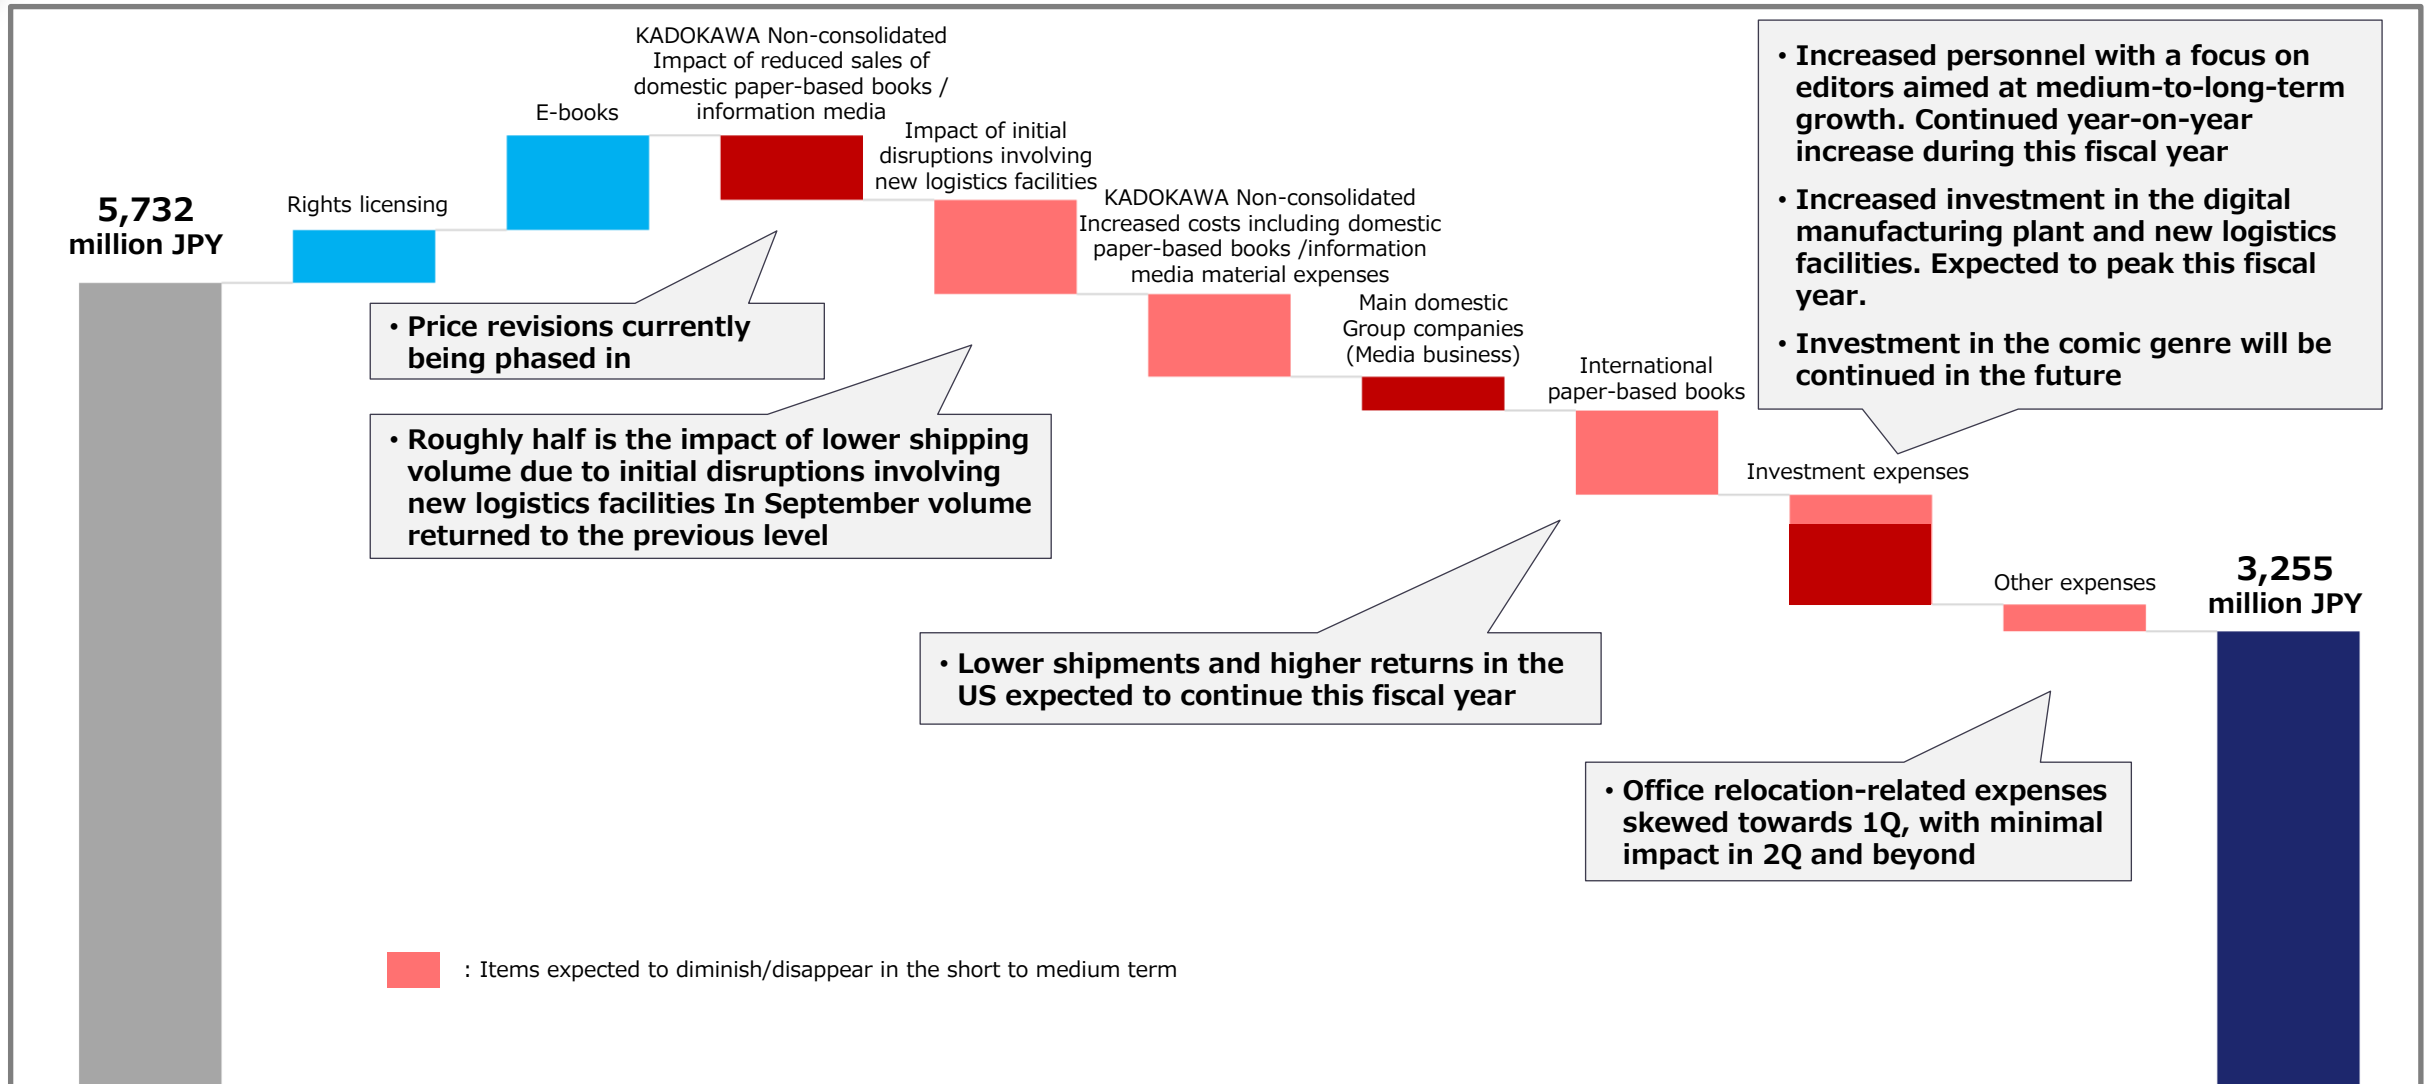 5,732
million JPY
Rights licensing
E-books
KADOKAWA Non-consolidated
Impact of reduced sales of
domestic paper-based books /
information media
Impact of initial
disruptions involving
new logistics facilities
KADOKAWA Non-consolidated
Increased costs including domestic
paper-based books /information
media material expenses
Main domestic
Group companies
(Media business)
International
paper-based books
Investment expenses
Other expenses
3,255
million JPY
・Increased personnel with a focus on
editors aimed at medium-to-long-term
growth. Continued year-on-year
increase during this fiscal year
・Increased investment in the digital
manufacturing plant and new logistics
facilities. Expected to peak this fiscal
year.
・Investment in the comic genre will be
continued in the future
・Price revisions currently
being phased in
・Roughly half is the impact of lower shipping
volume due to initial disruptions involving
new logistics facilities In September volume
returned to the previous level
・Lower shipments and higher returns in the
US expected to continue this fiscal year
・Office relocation-related expenses
skewed towards 1Q, with minimal
impact in 2Q and beyond
: Items expected to diminish/disappear in the short to medium term